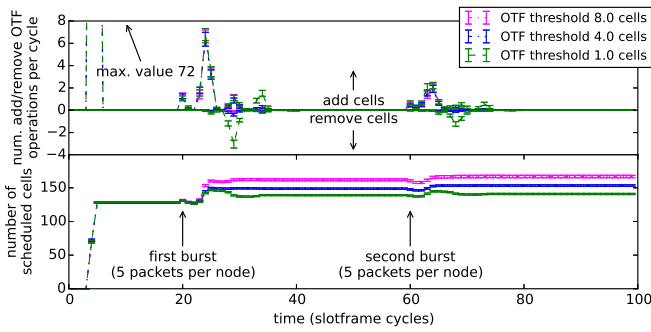 OTF threshold 8.0 cells
OTF threshold 4.0 cells
OTF threshold 1.0 cells
num. add/remove OTF
operations per cycle
8
6
4
2
0
−2
−4
max. value 72
add cells
remove cells
number of
scheduled cells
150
100
50
0
first burst
(5 packets per node)
second burst
(5 packets per node)
0 20 40 60 80 100
time (slotframe cycles)